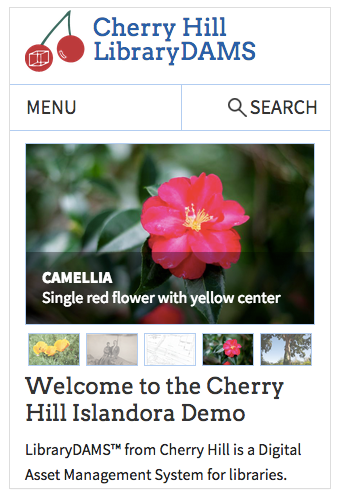 Cherry Hill
LibraryDAMS
MENU
SEARCH
CAMELLIA
Single red flower with yellow center
Welcome to the Cherry
Hill Islandora Demo
LibraryDAMS™ from Cherry Hill is a Digital
Asset Management System for libraries.